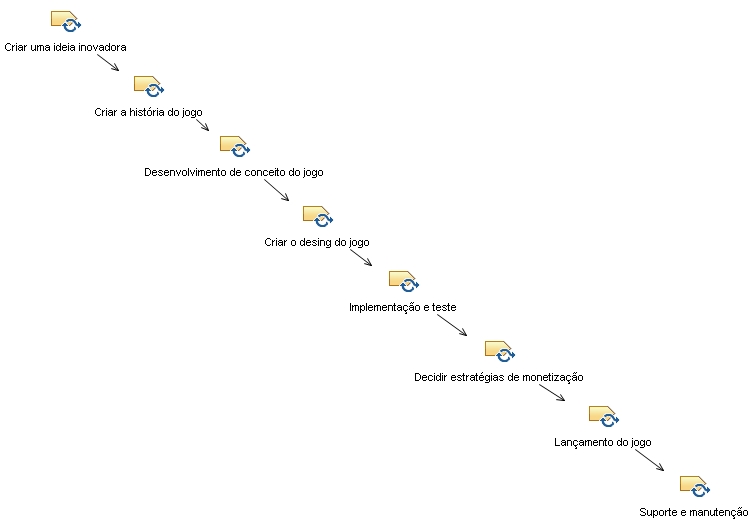 Criar uma ideia inovadora
Criar a história do jogo
Desenvolvimento de conceito do jogo
Criar o desing do jogo
Implementação e teste
Decidir estratégias de monetização
Lançamento do jogo
Suporte e manutenção